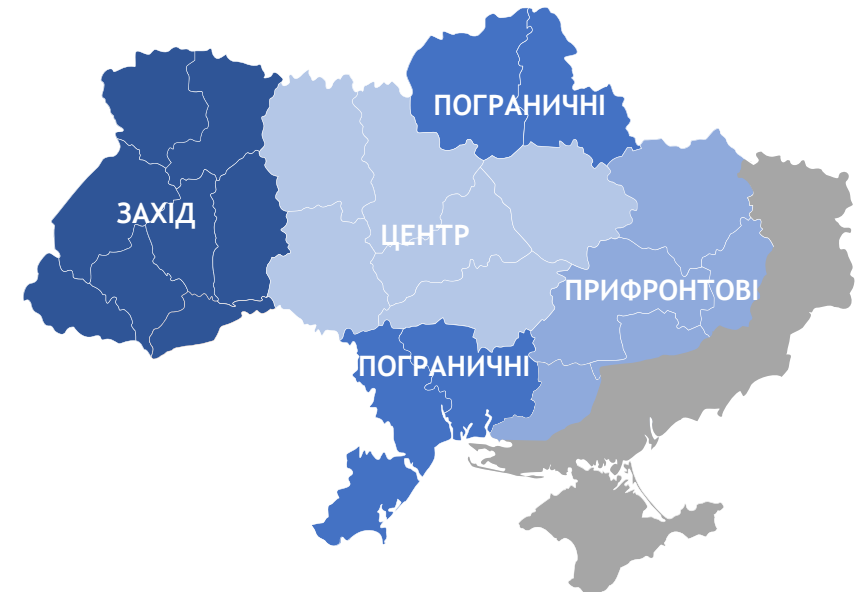 ПОГРАНИЧНІ
ЗАХІД
ЦЕНТР
ПРИФРОНТОВІ
ПОГРАНИЧНІ